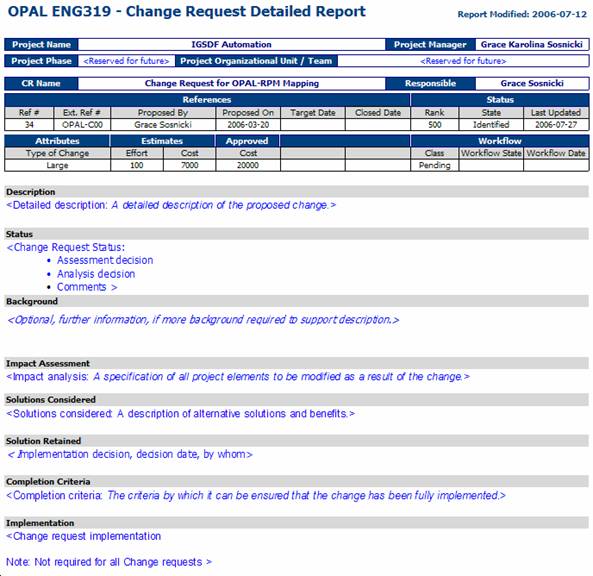 OPAL ENG319 - Change Request Detailed Report Report Modified: 2006-07-12
Project Name IGSDF Automation Project Manager Grace Karolina Sosnicki
Project Phase <Reserved for future> Project Organizational Unit / Team <Reserved for future>
CR Name Change Request for OPAL-RPM Mapping Responsible Grace Sosnicki
References Status
Ref # Ext. Ref # Proposed By Proposed On Target Date Closed Date Rank State Last Updated
34 OPAL-C00 Grace Sosnicki 2006-03-20 500 Identified 2006-07-27
Attributes Estimates Approved Workflow
Type of Change Effort Cost Cost Class Workflow State Workflow Date
Large 100 7000 20000 Pending
Description
<Detailed description: A detailed description of the proposed change.>
Status
<Change Request Status:
• Assessment decision
• Analysis decision
• Comments >
Background
<Optional, further information, if more background required to support description.>
Impact Assessment
<Impact analysis: A specification of all project elements to be modified as a result of the change.>
Solutions Considered
<Solutions considered: A description of alternative solutions and benefits.>
Solution Retained
< Implementation decision, decision date, by whom>
Completion Criteria
<Completion criteria: The criteria by which it can be ensured that the change has been fully implemented.>
Implementation
<Change request implementation
Note: Not required for all Change requests >